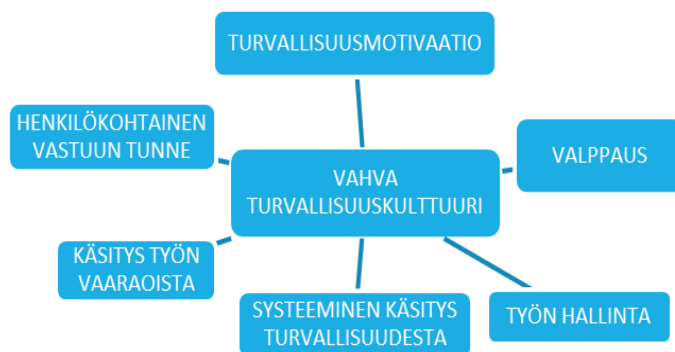 TURVALLISUUSMOTIVAATIO
HENKILÖKOHTAINEN
VASTUUN TUNNE
VALPPAUS
VAHVA
TURVALLISUUSKULTTUURI
KÄSITYS TYÖN
VAARAOISTA
SYSTEEMINEN KÄSITYS
TURVALLISUUDESTA
TYÖN HALLINTA